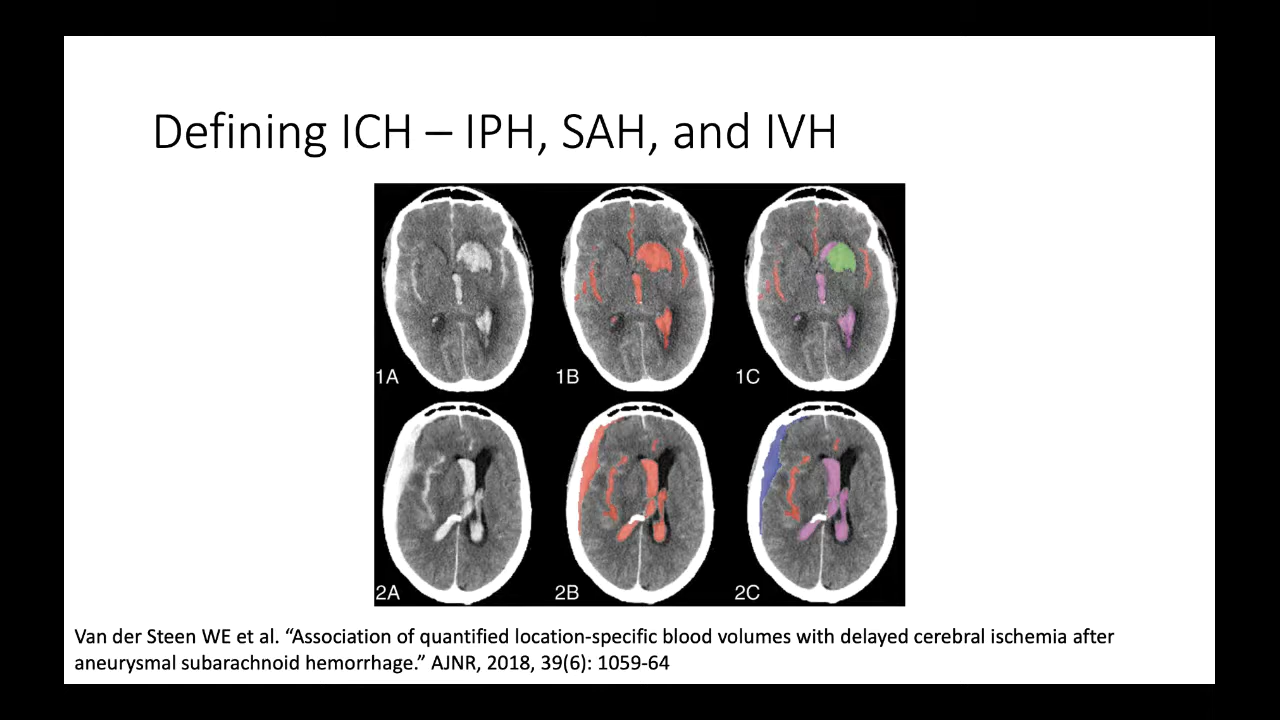 Defining ICH – IPH, SAH, and IVH
1A
1B
1C
2A
2B
2C
Van der Steen WE et al. “Association of quantified location-specific blood volumes with delayed cerebral ischemia after
aneurysmal subarachnoid hemorrhage.” AJNR, 2018, 39(6): 1059-64